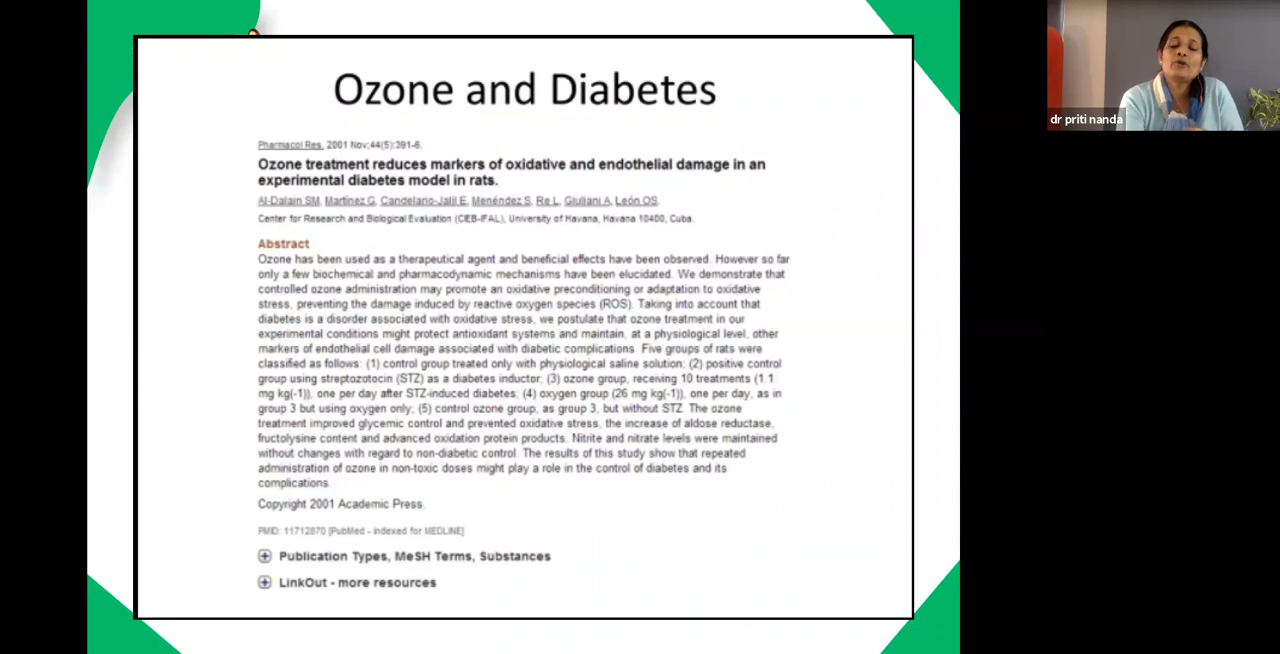 Ozone and Diabetes
Pharmacol Res. 2001 Nov;44(5):391-6.
Ozone treatment reduces markers of oxidative and endothelial damage in an
experimental diabetes model in rats.
Al-Dalain SM, Martínez G, Candelario-Jalil E, Menéndez S, Re L, Giuliani A, León OS.
Center for Research and Biological Evaluation (CEB-IFAL), University of Havana, Havana 10400, Cuba.
Abstract
Ozone has been used as a therapeutical agent and beneficial effects have been observed. However so far
only a few biochemical and pharmacodynamic mechanisms have been elucidated. We demonstrate that
controlled ozone administration may promote an oxidative preconditioning or adaptation to oxidative
stress, preventing the damage induced by reactive oxygen species (ROS). Taking into account that
diabetes is a disorder associated with oxidative stress, we postulate that ozone treatment in our
experimental conditions might protect antioxidant systems and maintain, at a physiological level, other
markers of endothelial cell damage associated with diabetic complications. Five groups of rats were
classified as follows: (1) control group treated only with physiological saline solution; (2) positive control
group using streptozotocin (STZ) as a diabetes inductor; (3) ozone group, receiving 10 treatments (1.1
mg kg(-1)), one per day after STZ-induced diabetes; (4) oxygen group (26 mg kg(-1)), one per day, as in
group 3 but using oxygen only; (5) control ozone group, as group 3, but without STZ. The ozone
treatment improved glycemic control and prevented oxidative stress, the increase of aldose reductase,
fructolysine content and advanced oxidation protein products. Nitrite and nitrate levels were maintained
without changes with regard to non-diabetic control. The results of this study show that repeated
administration of ozone in non-toxic doses might play a role in the control of diabetes and its
complications.
Copyright 2001 Academic Press.
PMID: 11712870 [PubMed - indexed for MEDLINE]
Publication Types, MeSH Terms, Substances
LinkOut - more resources
dr priti nanda